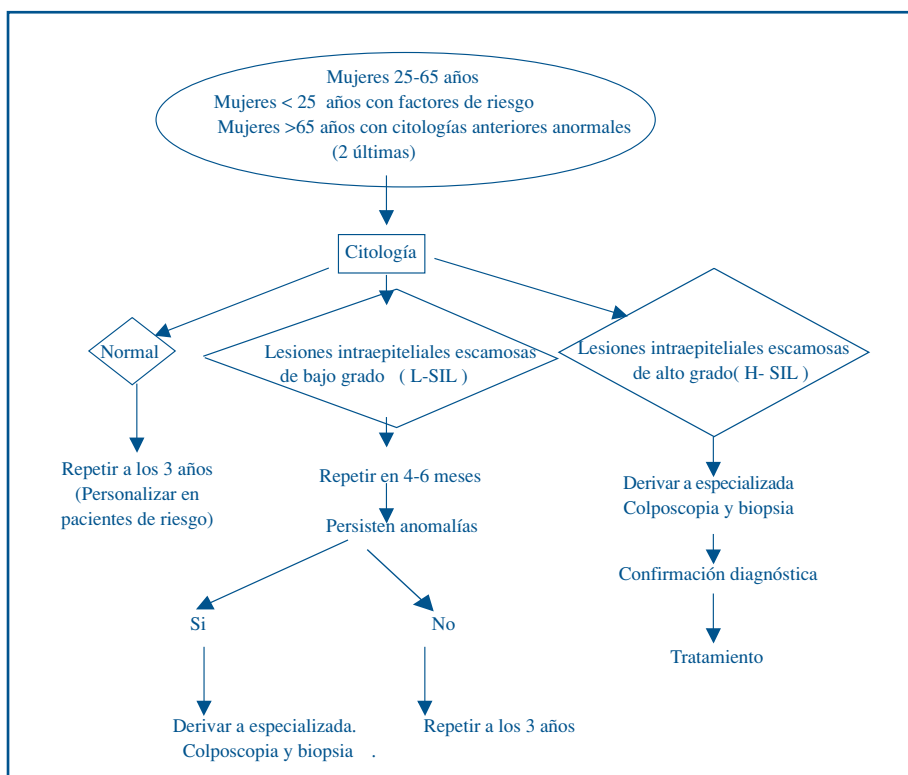 Mujeres 25-65 años
Mujeres < 25 años con factores de riesgo
Mujeres >65 años con citologías anteriores anormales
(2 últimas)
Citología
Normal
Lesiones intraepiteliales escamosas
de bajo grado ( L-SIL )
Lesiones intraepiteliales escamosas
de alto grado( H- SIL )
Repetir a los 3 años
(Personalizar en
pacientes de riesgo)
Repetir en 4-6 meses
Persisten anomalías
Si
No
Derivar a especializada.
Colposcopia y biopsia .
Repetir a los 3 años
Derivar a especializada
Colposcopia y biopsia
Confirmación diagnóstica
Tratamiento